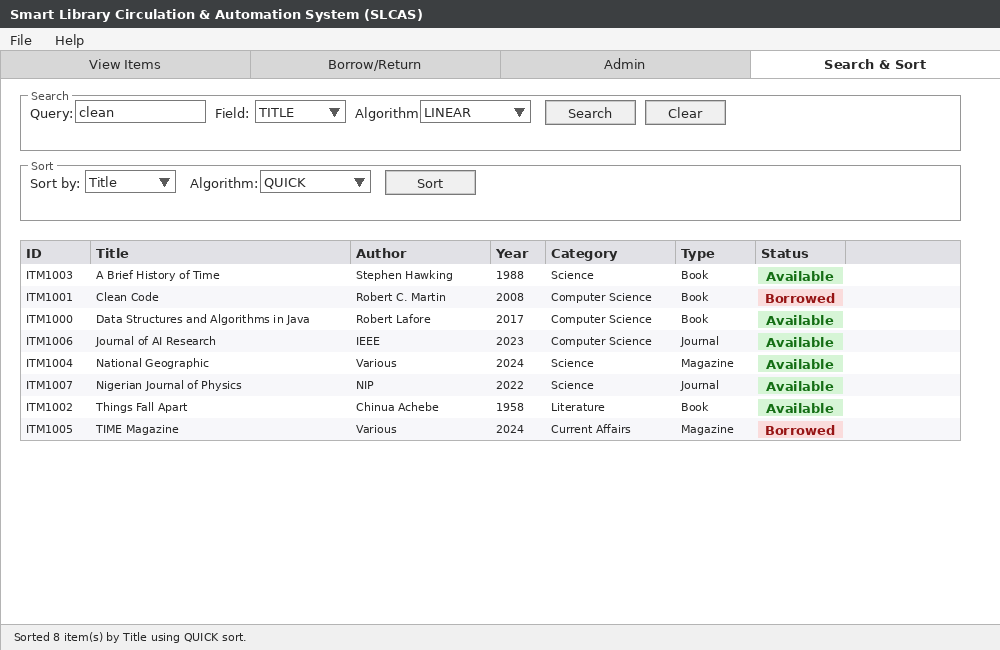 Smart Library Circulation & Automation System (SLCAS)
File Help
View Items Borrow/Return Admin Search & Sort
Search
Query: clean Field: TITLE Algorithm LINEAR Search Clear
Sort
Sort by: Title Algorithm: QUICK Sort
ID Title Author Year Category Type Status
ITM1003 A Brief History of Time Stephen Hawking 1988 Science Book Available
ITM1001 Clean Code Robert C. Martin 2008 Computer Science Book Borrowed
ITM1000 Data Structures and Algorithms in Java Robert Lafore 2017 Computer Science Book Available
ITM1006 Journal of AI Research IEEE 2023 Computer Science Journal Available
ITM1004 National Geographic Various 2024 Science Magazine Available
ITM1007 Nigerian Journal of Physics NIP 2022 Science Journal Available
ITM1002 Things Fall Apart Chinua Achebe 1958 Literature Book Available
ITM1005 TIME Magazine Various 2024 Current Affairs Magazine Borrowed
Sorted 8 item(s) by Title using QUICK sort.